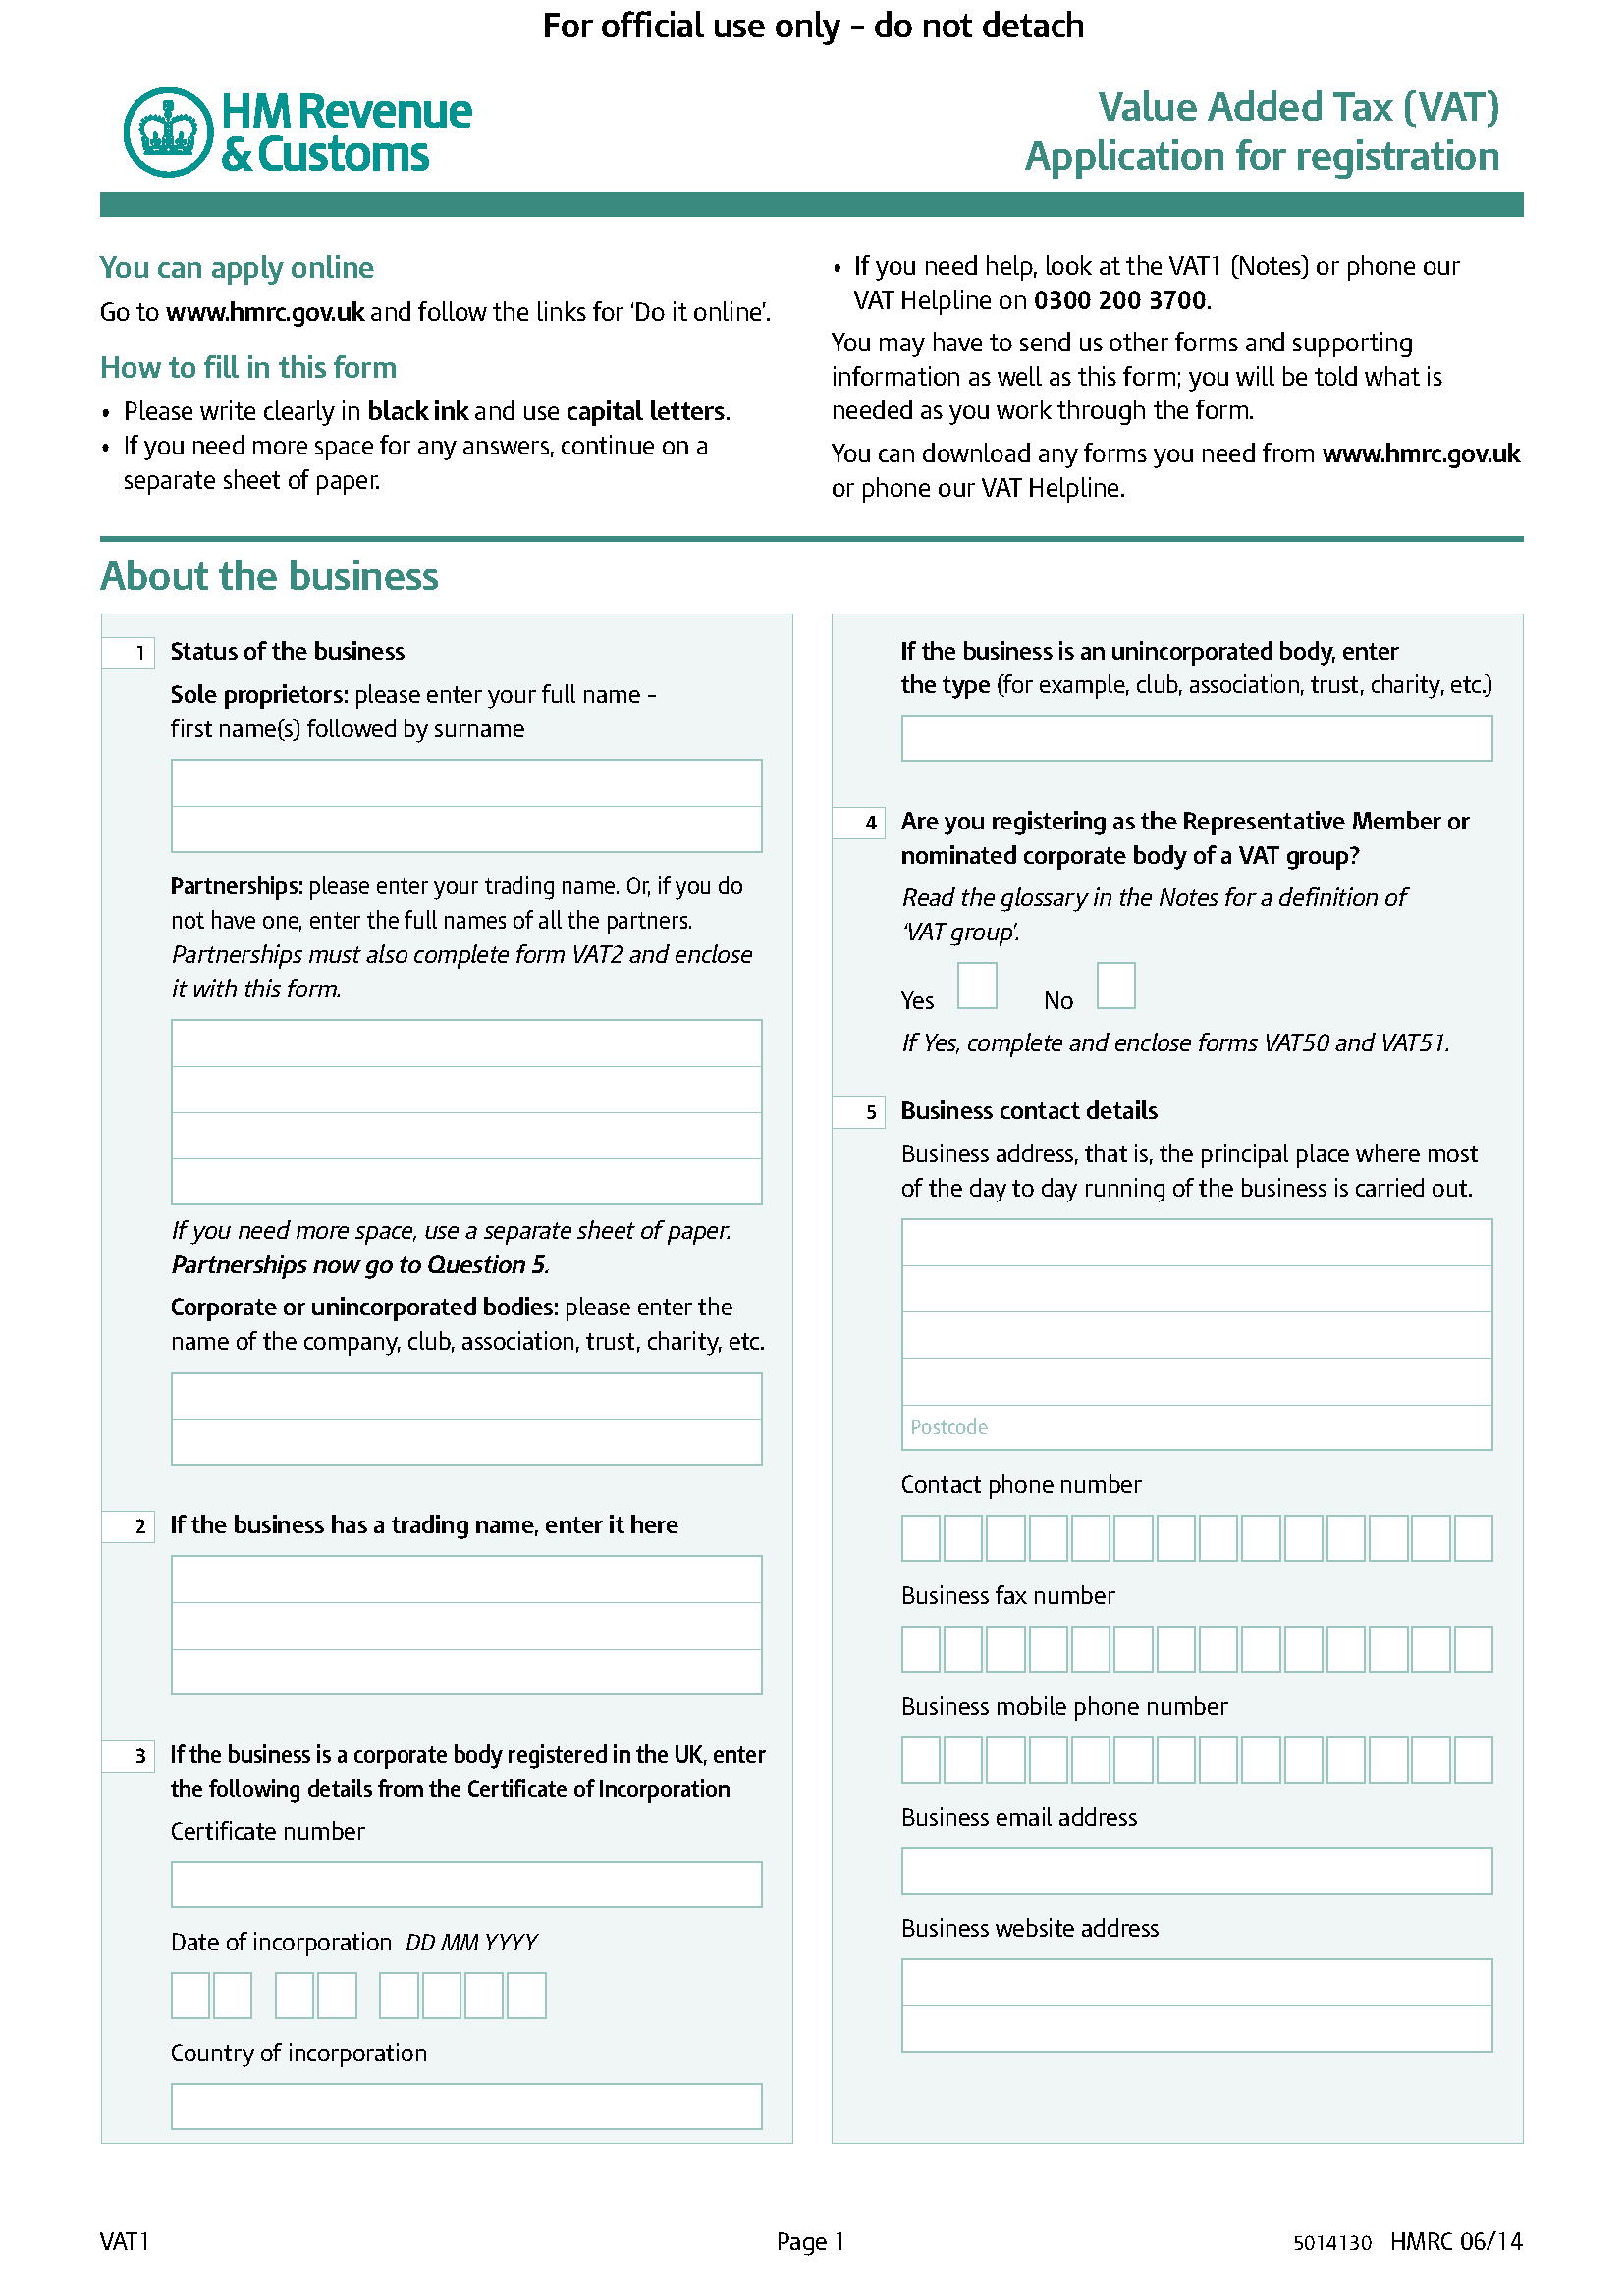 For official use only – do not detach
HM Revenue
& Customs
Value Added Tax (VAT)
Application for registration
You can apply online
Go to www.hmrc.gov.uk and follow the links for ‘Do it online’.
How to fill in this form
• Please write clearly in black ink and use capital letters.
• If you need more space for any answers, continue on a
separate sheet of paper.
• If you need help, look at the VAT1 (Notes) or phone our
VAT Helpline on 0300 200 3700.
You may have to send us other forms and supporting
information as well as this form; you will be told what is
needed as you work through the form.
You can download any forms you need from www.hmrc.gov.uk
or phone our VAT Helpline.
About the business
1 Status of the business
Sole proprietors: please enter your full name –
first name(s) followed by surname
Partnerships: please enter your trading name. Or, if you do
not have one, enter the full names of all the partners.
Partnerships must also complete form VAT2 and enclose
it with this form.
If you need more space, use a separate sheet of paper.
Partnerships now go to Question 5.
Corporate or unincorporated bodies: please enter the
name of the company, club, association, trust, charity, etc.
2 If the business has a trading name, enter it here
3 If the business is a corporate body registered in the UK, enter
the following details from the Certificate of Incorporation
Certificate number
Date of incorporation DD MM YYYY
Country of incorporation
If the business is an unincorporated body, enter
the type (for example, club, association, trust, charity, etc.)
4 Are you registering as the Representative Member or
nominated corporate body of a VAT group?
Read the glossary in the Notes for a definition of
‘VAT group’.
Yes No
If Yes, complete and enclose forms VAT50 and VAT51.
5 Business contact details
Business address, that is, the principal place where most
of the day to day running of the business is carried out.
Postcode
Contact phone number
Business fax number
Business mobile phone number
Business email address
Business website address
VAT1
Page 1
5014130 HMRC 06/14